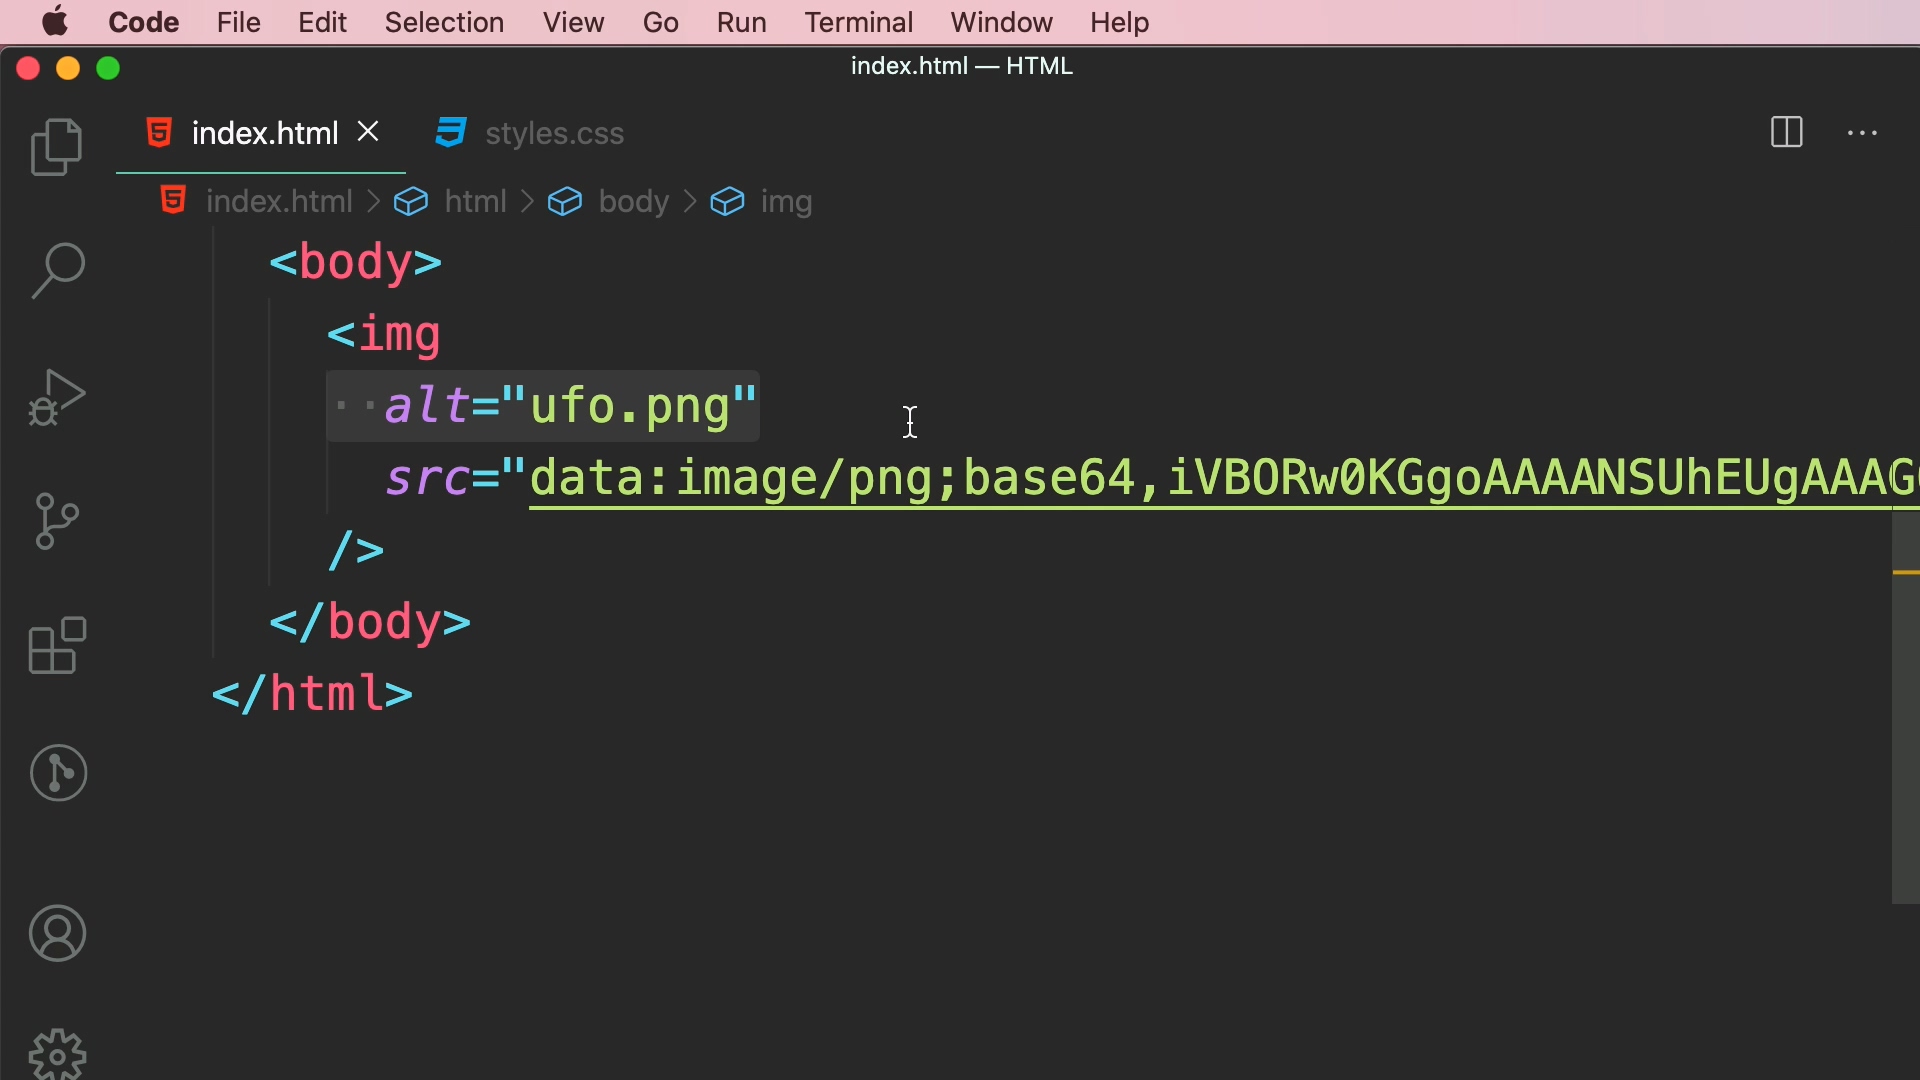 Code File Edit Selection View Go Run Terminal Window Help
index.html — HTML
index.html styles.css
index.html > html > body > img
<body>
<img
alt="ufo.png"
src="data:image/png;base64,iVBORw0KGgoAAAANSUhEUgAAAG
/>
</body>
</html>